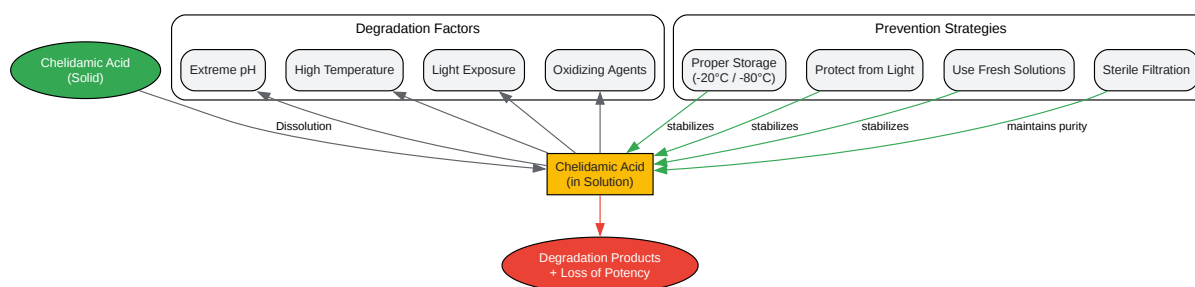 Degradation Factors
Prevention Strategies
Chelidamic Acid
(Solid)
Extreme pH
High Temperature
Light Exposure
Oxidizing Agents
Proper Storage
(-20°C / -80°C)
Protect from Light
Use Fresh Solutions
Sterile Filtration
Dissolution
stabilizes
stabilizes
stabilizes
maintains purity
Chelidamic Acid
(in Solution)
Degradation Products
+ Loss of Potency